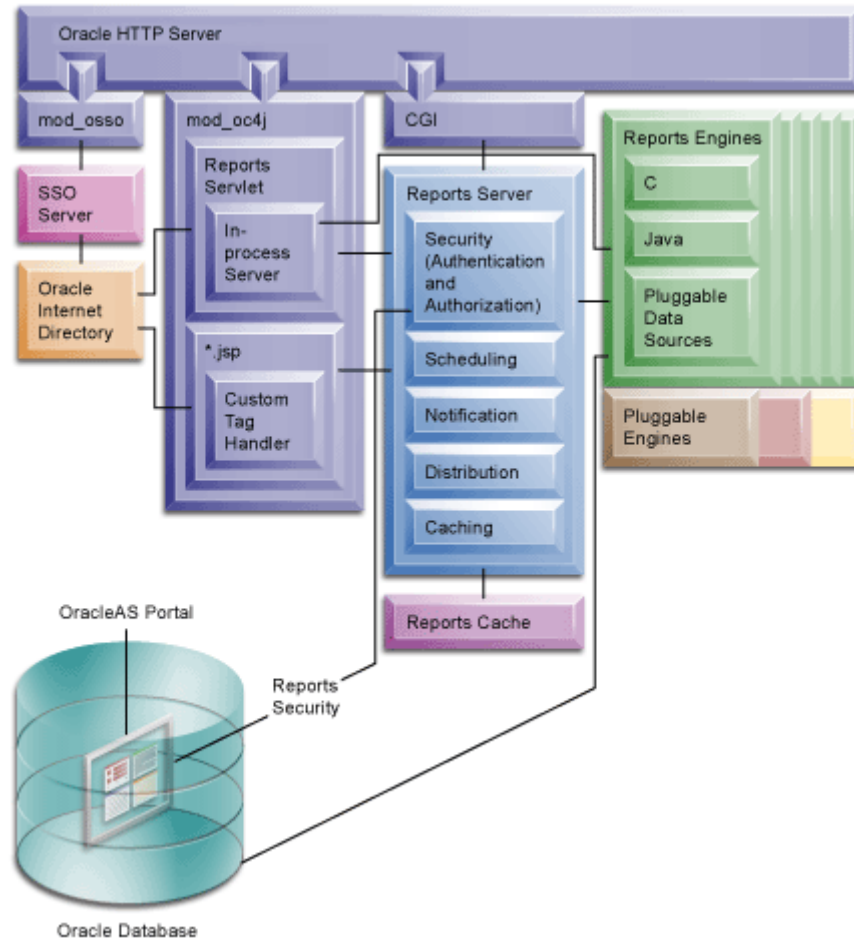 Oracle HTTP Server
mod_osso
mod_oc4j
CGI
SSO
Server
Oracle
Internet
Directory
Reports
Servlet
In-
process
Server
*.jsp
Custom
Tag
Handler
Reports Server
Security
(Authentication
and
Authorization)
Scheduling
Notification
Distribution
Caching
Reports Cache
Reports Engines
C
Java
Pluggable
Data
Sources
Pluggable
Engines
OracleAS Portal
Reports
Security
Oracle Database